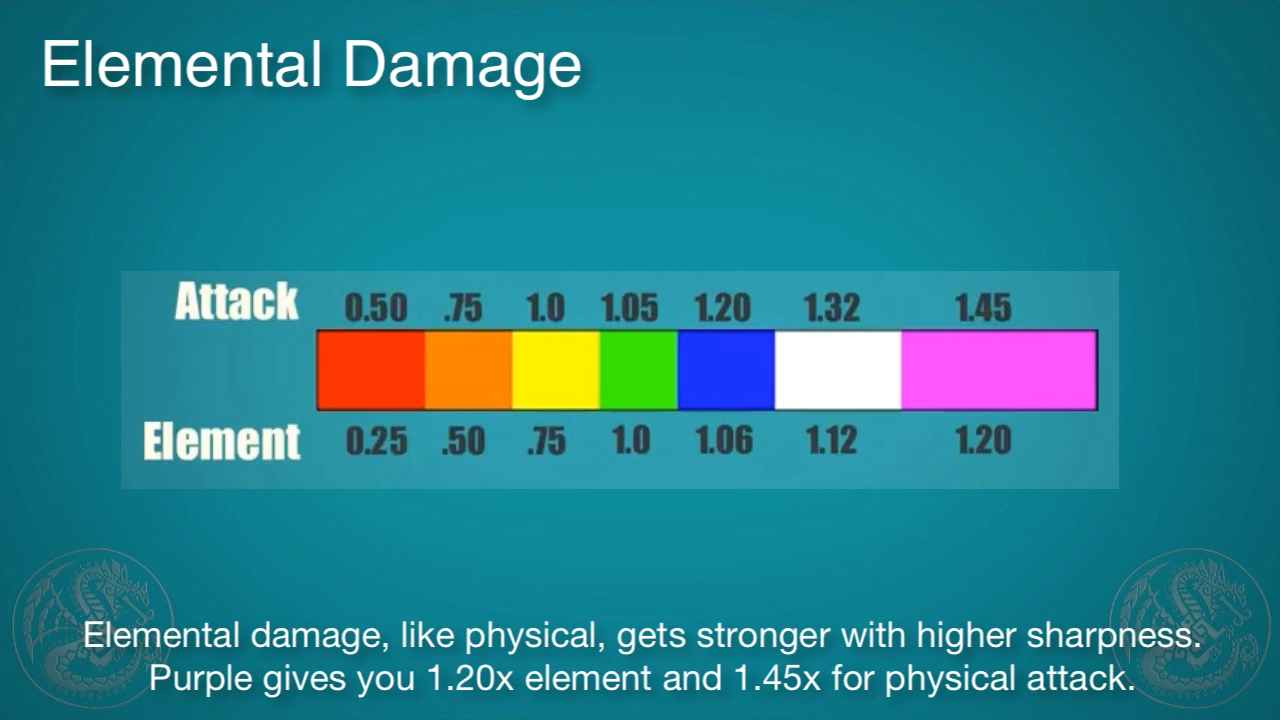 Elemental Damage
Attack 0.50 .75 1.0 1.05 1.20 1.32 1.45
Element 0.25 .50 .75 1.0 1.06 1.12 1.20
Elemental damage, like physical, gets stronger with higher sharpness.
Purple gives you 1.20x element and 1.45x for physical attack.